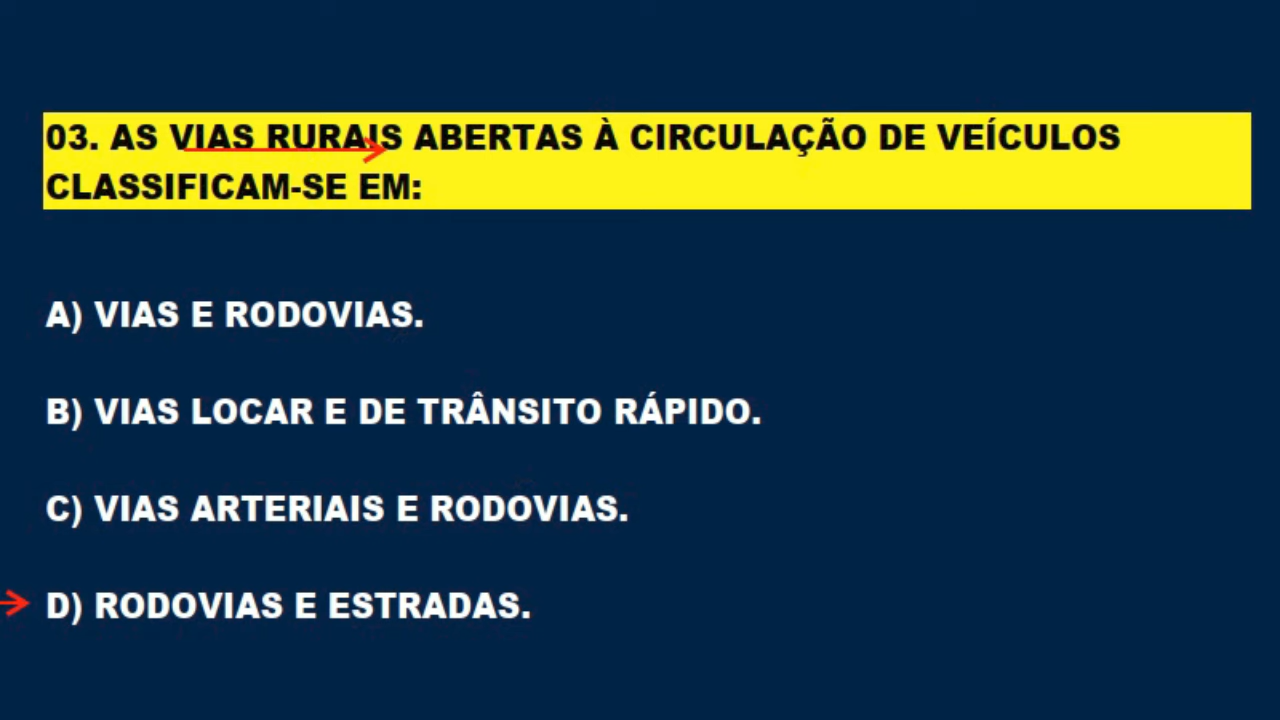 03. AS VIAS RURAIS ABERTAS À CIRCULAÇÃO DE VEÍCULOS
CLASSIFICAM-SE EM:
A) VIAS E RODOVIAS.
B) VIAS LOCAR E DE TRÂNSITO RÁPIDO.
C) VIAS ARTERIAIS E RODOVIAS.
D) RODOVIAS E ESTRADAS.